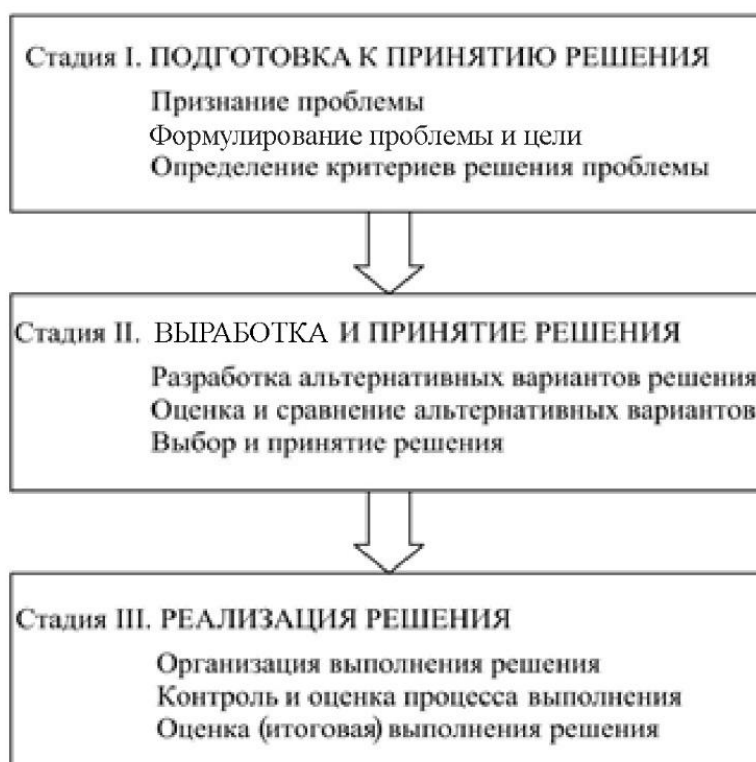 Стадия I. ПОДГОТОВКА К ПРИНЯТИЮ РЕШЕНИЯ
Признание проблемы
Формулирование проблемы и цели
Определение критериев решения проблемы
Стадия II. ВЫРАБОТКА И ПРИНЯТИЕ РЕШЕНИЯ
Разработка альтернативных вариантов решения
Оценка и сравнение альтернативных вариантов
Выбор и принятие решения
Стадия III. РЕАЛИЗАЦИЯ РЕШЕНИЯ
Организация выполнения решения
Контроль и оценка процесса выполнения
Оценка (итоговая) выполнения решения